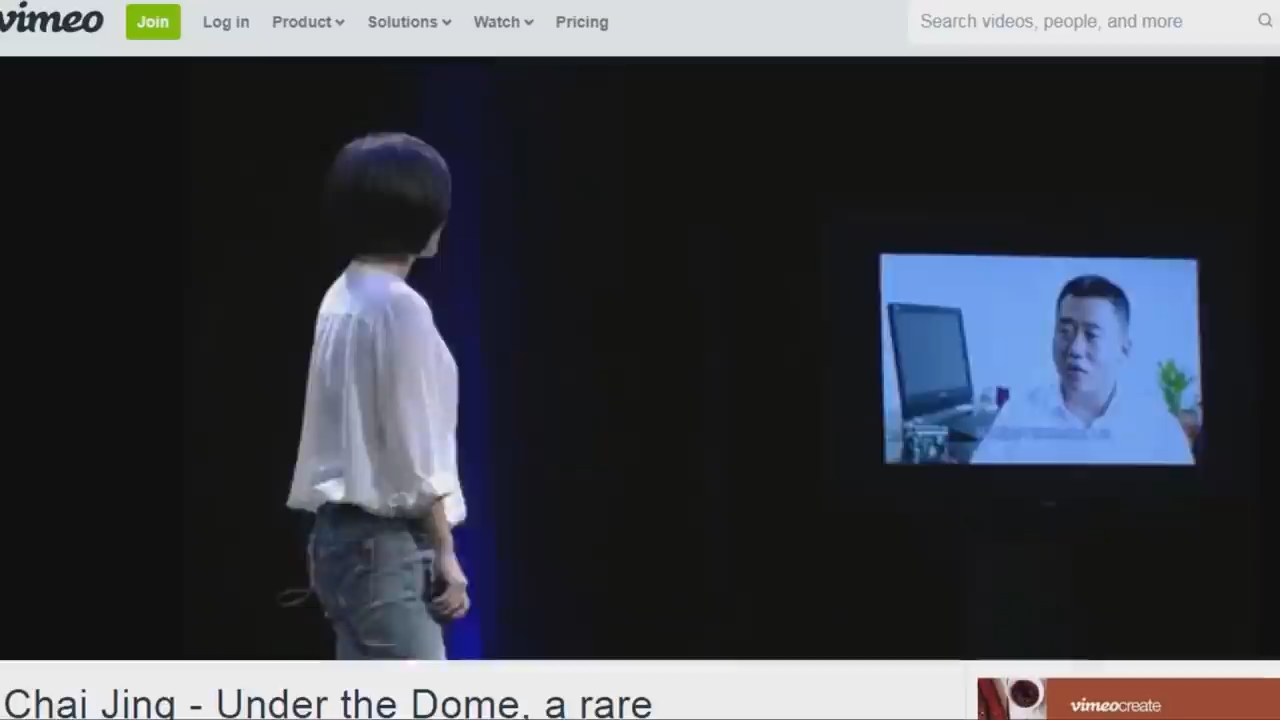 vimeo Join Log in Product Solutions Watch Pricing Search videos, people, and more
Chai Jing - Under the Dome, a rare
vimeocreate